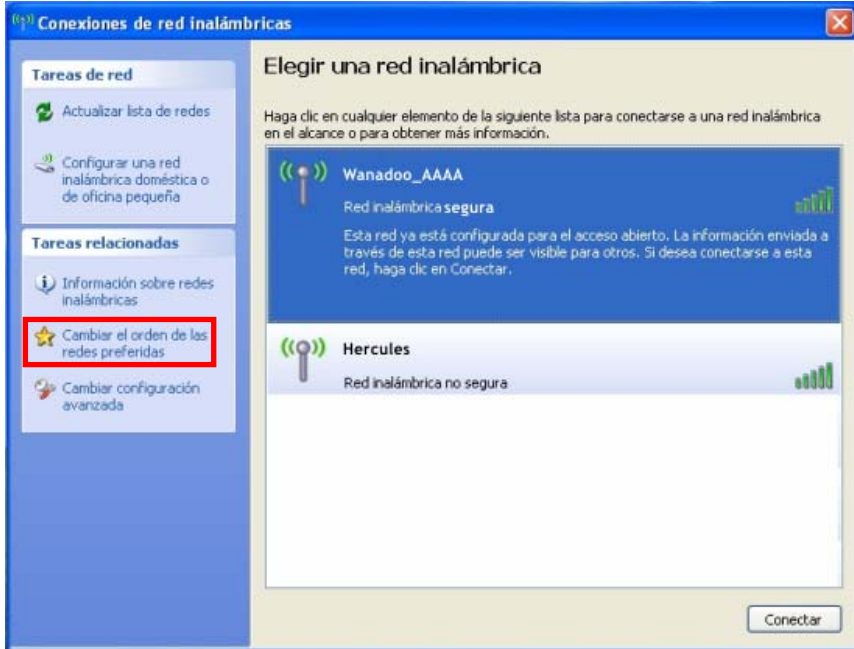 Conexiones de red inalámbricas
Tareas de red
Actualizar lista de redes
Configurar una red
inalámbrica doméstica o
de oficina pequeña
Tareas relacionadas
Información sobre redes
inalámbricas
Cambiar el orden de las
redes preferidas
Cambiar configuración
avanzada
Elegir una red inalámbrica
Haga clic en cualquier elemento de la siguiente lista para conectarse a una red inalámbrica
en el alcance o para obtener más información.
Wanadoo_AAAA
Red inalámbrica segura
Esta red ya está configurada para el acceso abierto. La información enviada a
través de esta red puede ser visible para otros. Si desea conectarse a esta
red, haga clic en Conectar.
Hercules
Red inalámbrica no segura
Conectar